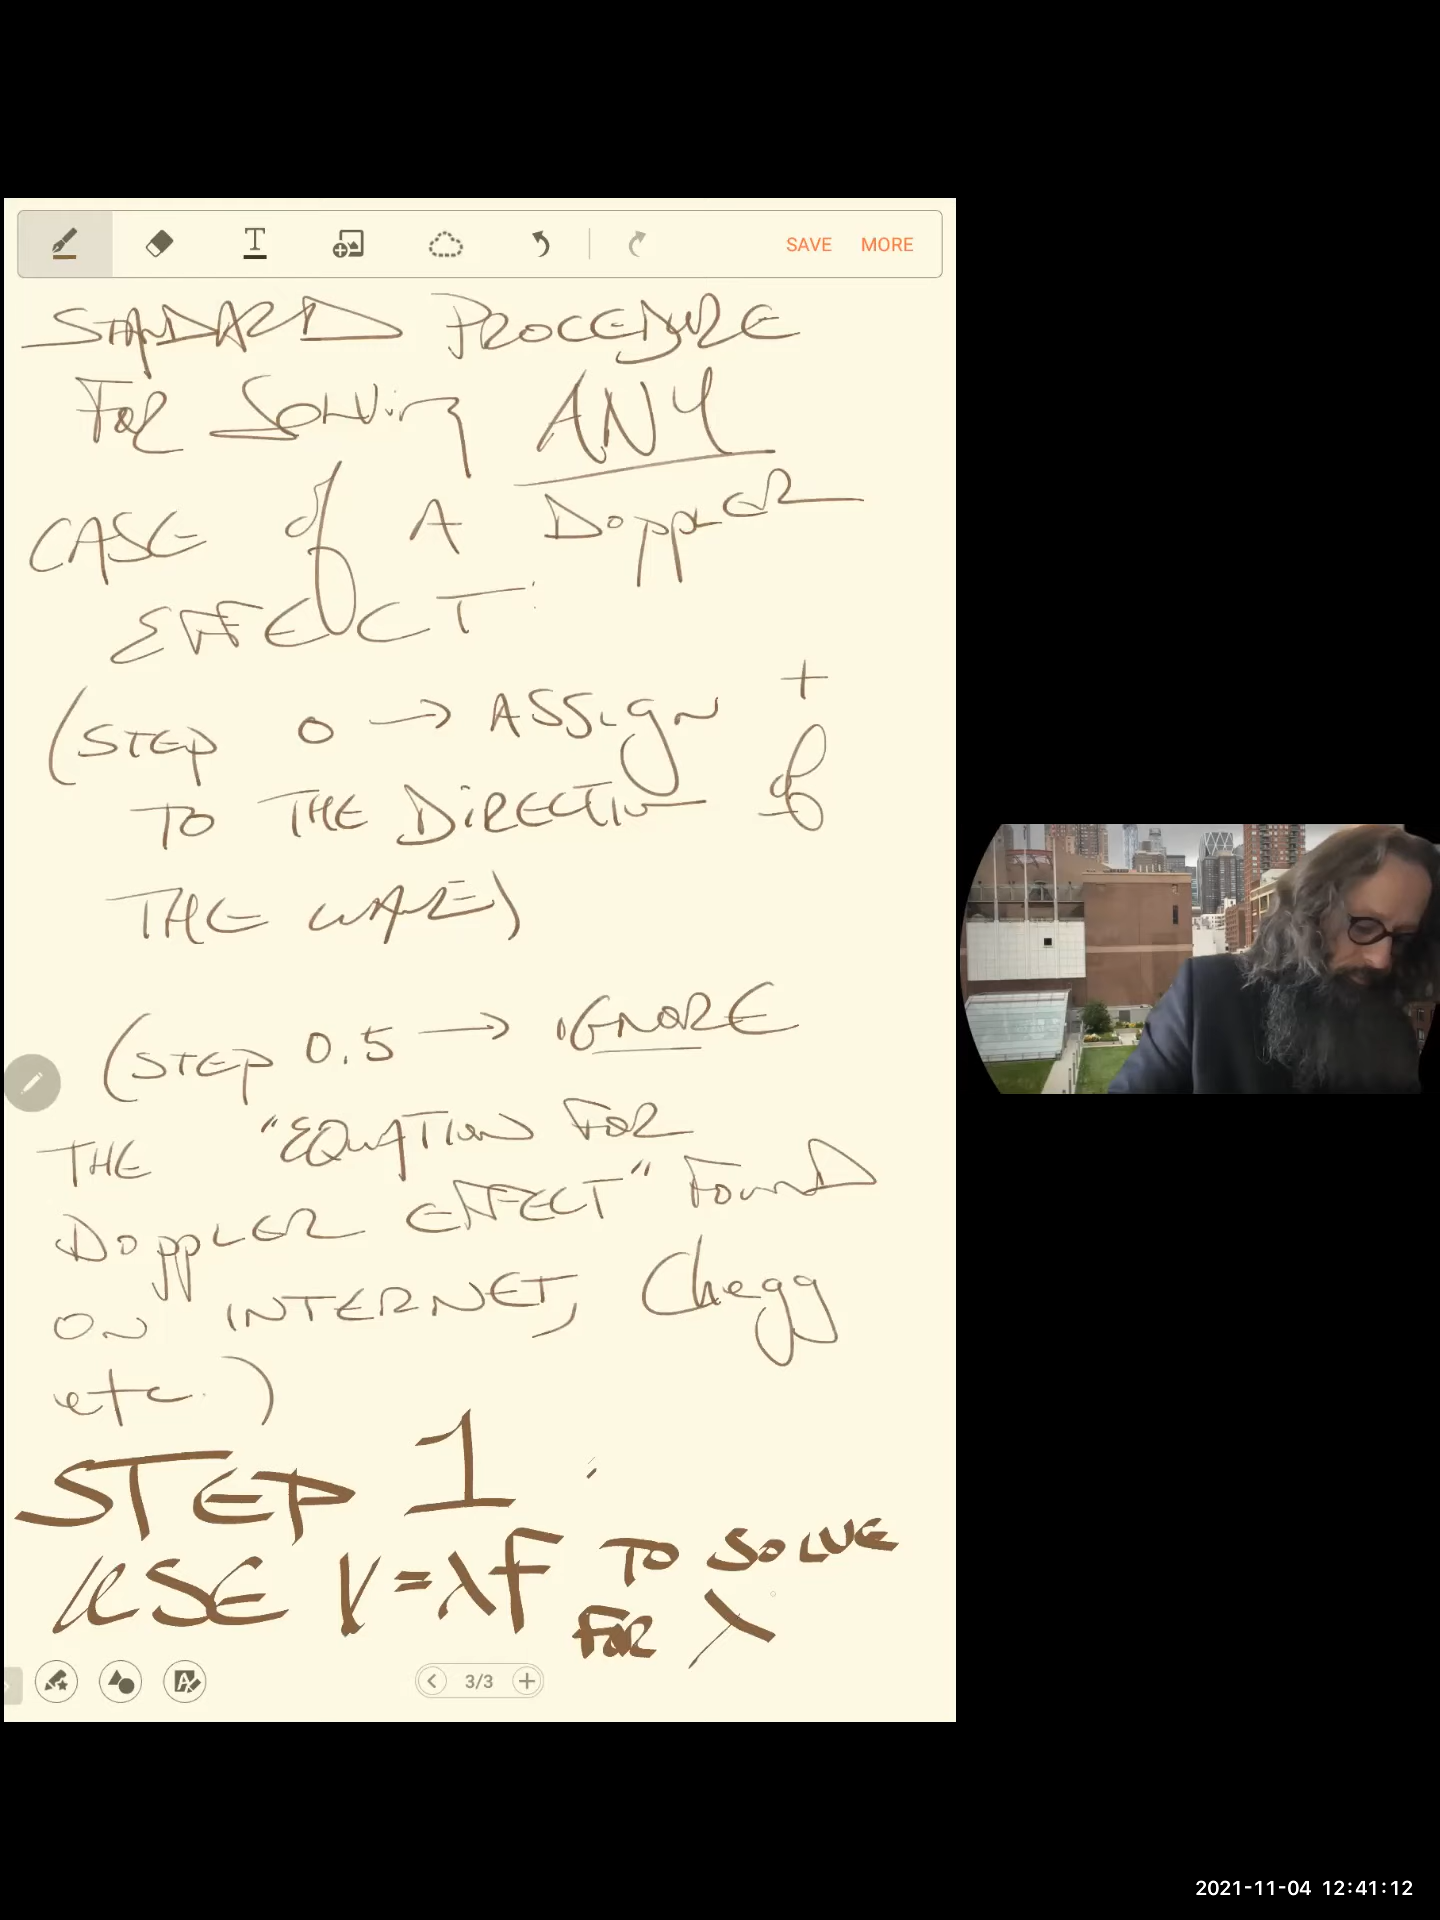 T
SAVE MORE
STANDARD PROCEDURE
FOR Solving ANY
CASE of A DOPPLER
EFFECT:
(STEP 0 → ASSIgN +
TO THE DIRECTION of
THE WAVE)
(STEP 0.5 → IGNORE
THE "EQUATION FOR
DOPPLER EFFECT" FOUND
ON INTERNET, Chegg
etc.)
STEP 1
USE V=λF TO SOLVE
FOR λ
A
3/3
2021-11-04 12:41:12